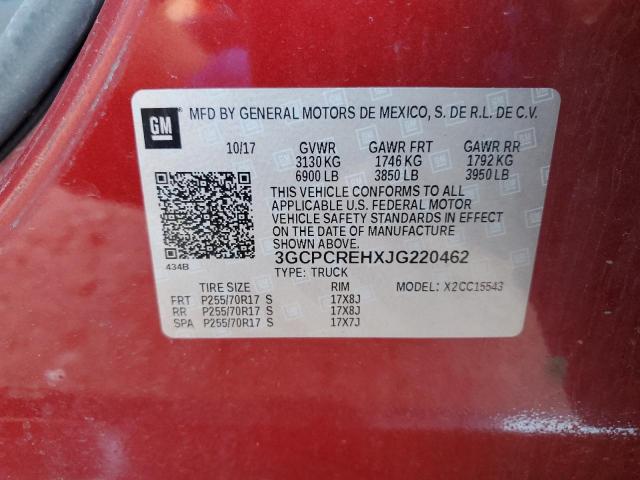 GM MFD BY GENERAL MOTORS DE MEXICO, S. DE R.L. DE C.V.
10/17 GVWR GAWR FRT GAWR RR
3130 KG 1746 KG 1792 KG
6900 LB 3850 LB 3950 LB
THIS VEHICLE CONFORMS TO ALL
APPLICABLE U.S. FEDERAL MOTOR
VEHICLE SAFETY STANDARDS IN EFFECT
ON THE DATE OF MANUFACTURE
SHOWN ABOVE.
434B 3GCPCREHXJG220462
TYPE: TRUCK
TIRE SIZE RIM MODEL: X2CC15543
FRT P255/70R17 S 17X8J
RR P255/70R17 S 17X8J
SPA P255/70R17 S 17X7J